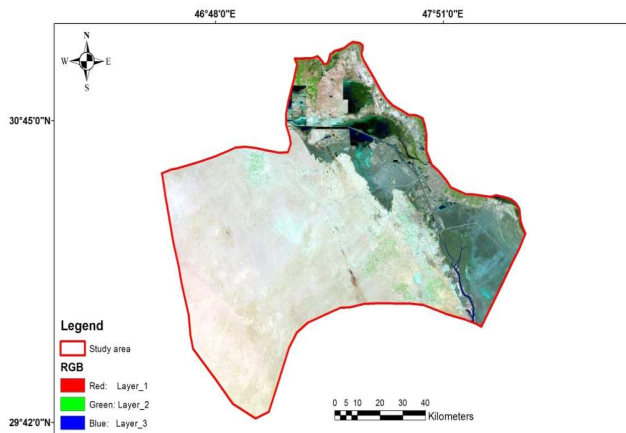 46°48'0"E 47°51'0"E
N
W E
S
30°45'0"N
Legend
Study area
RGB
Red: Layer_1
Green: Layer_2
Blue: Layer_3
0 5 10 20 30 40
Kilometers
29°42'0"N